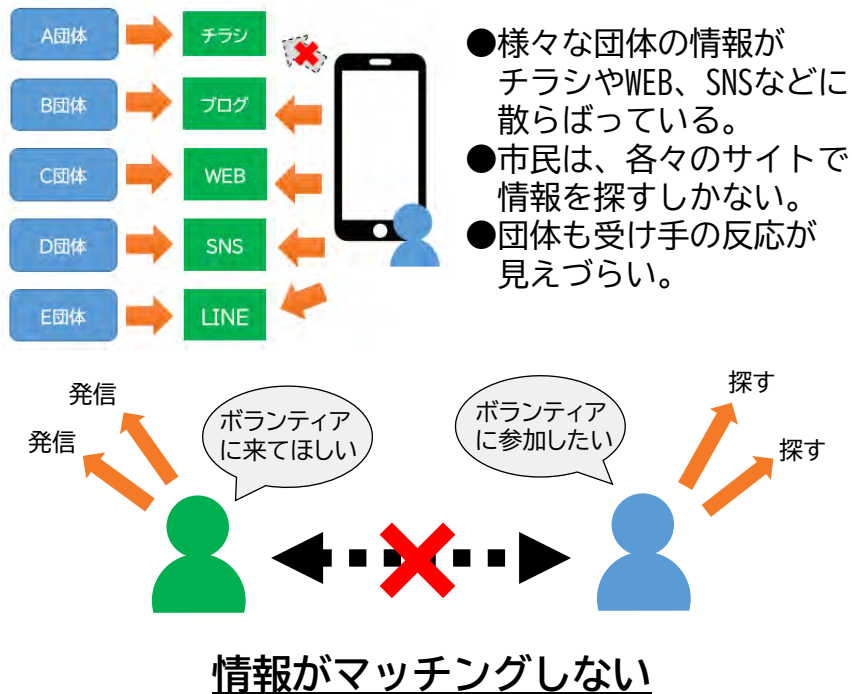 A団体
チラシ
B団体
ブログ
C団体
WEB
D団体
SNS
E団体
LINE
●様々な団体の情報が
チラシやWEB、SNSなどに
散らばっている。
●市民は、各々のサイトで
情報を探すしかない。
●団体も受け手の反応が
見えづらい。
発信
発信
ボランティア
に来てほしい
ボランティア
に参加したい
探す
探す
情報がマッチングしない